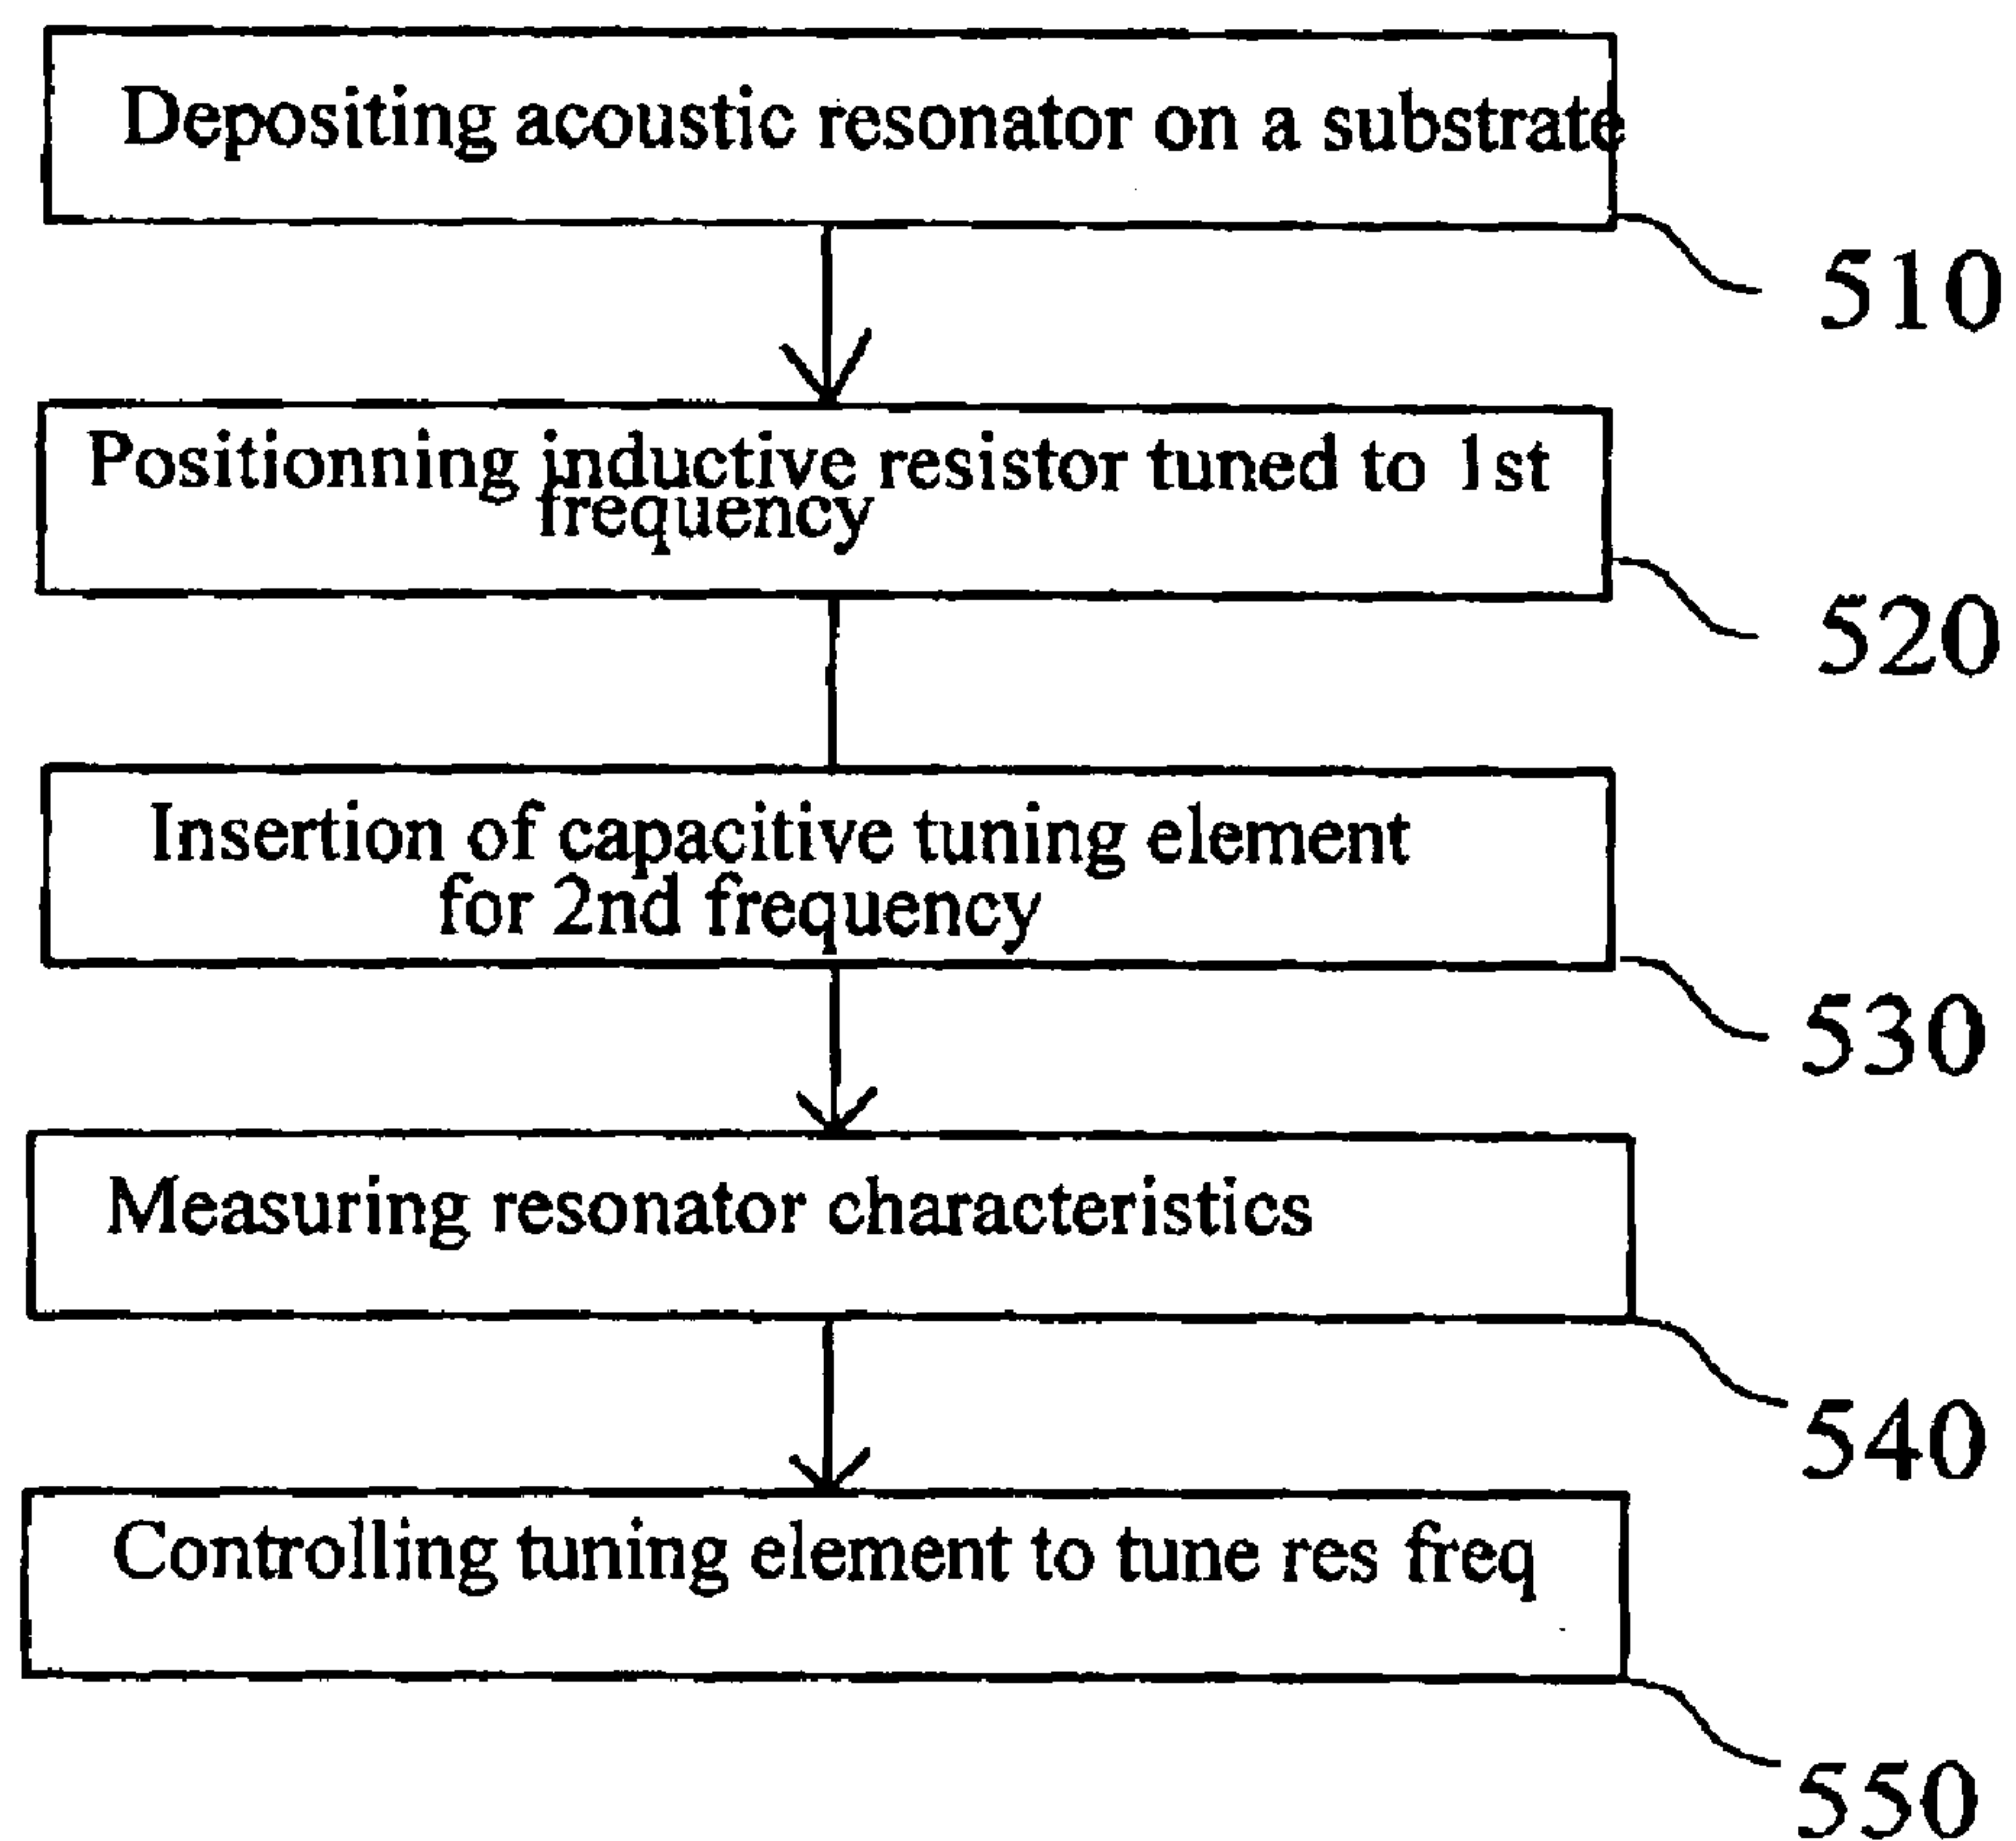 Depositing acoustic resonator on a substrate
510
Positionning inductive resistor tuned to 1st
frequency
520
Insertion of capacitive tuning element
for 2nd frequency
530
Measuring resonator characteristics
540
Controlling tuning element to tune res freq
550